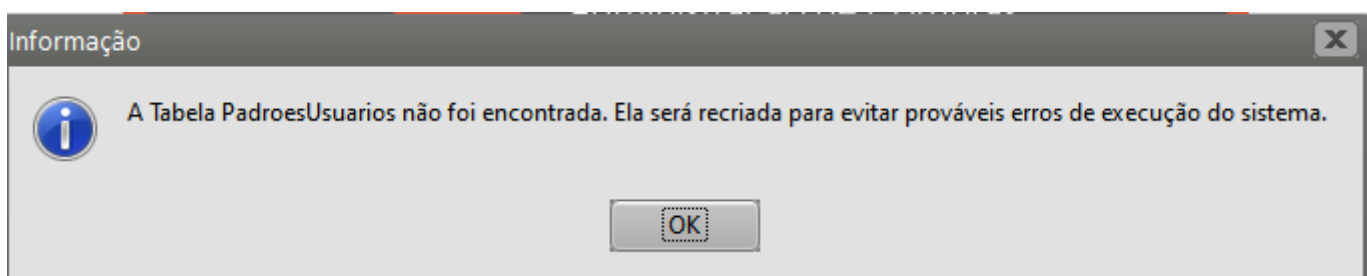 Informação
A Tabela PadroesUsuarios não foi encontrada. Ela será recriada para evitar prováveis erros de execução do sistema.
OK